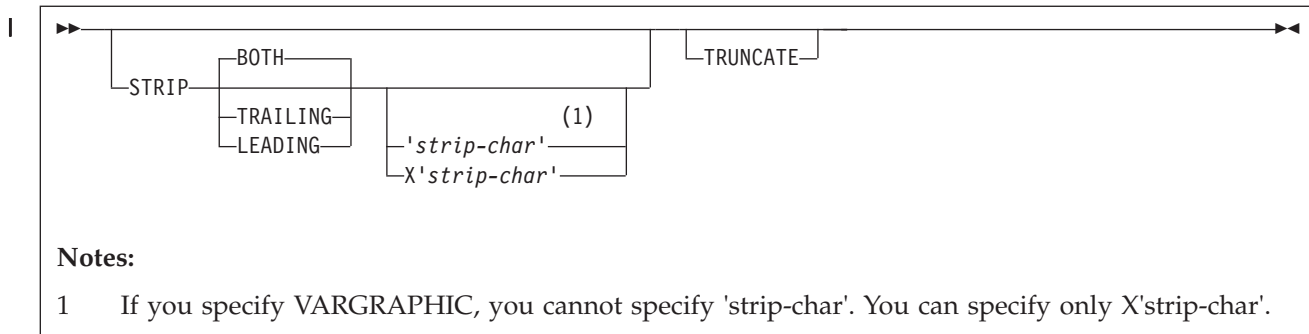 BOTH
TRUNCATE
STRIP
TRAILING
(1)
LEADING
'strip-char'
X'strip-char'
Notes:
1 If you specify VARGRAPHIC, you cannot specify 'strip-char'. You can specify only X'strip-char'.